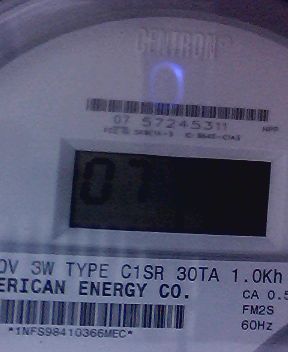 CENTRON
07 57245311
07
0V 3W TYPE C1SR 30TA 1.0Kh
ERICAN ENERGY CO.
CA 0.5
FM2S
60Hz
*1NFS98410366MEC*